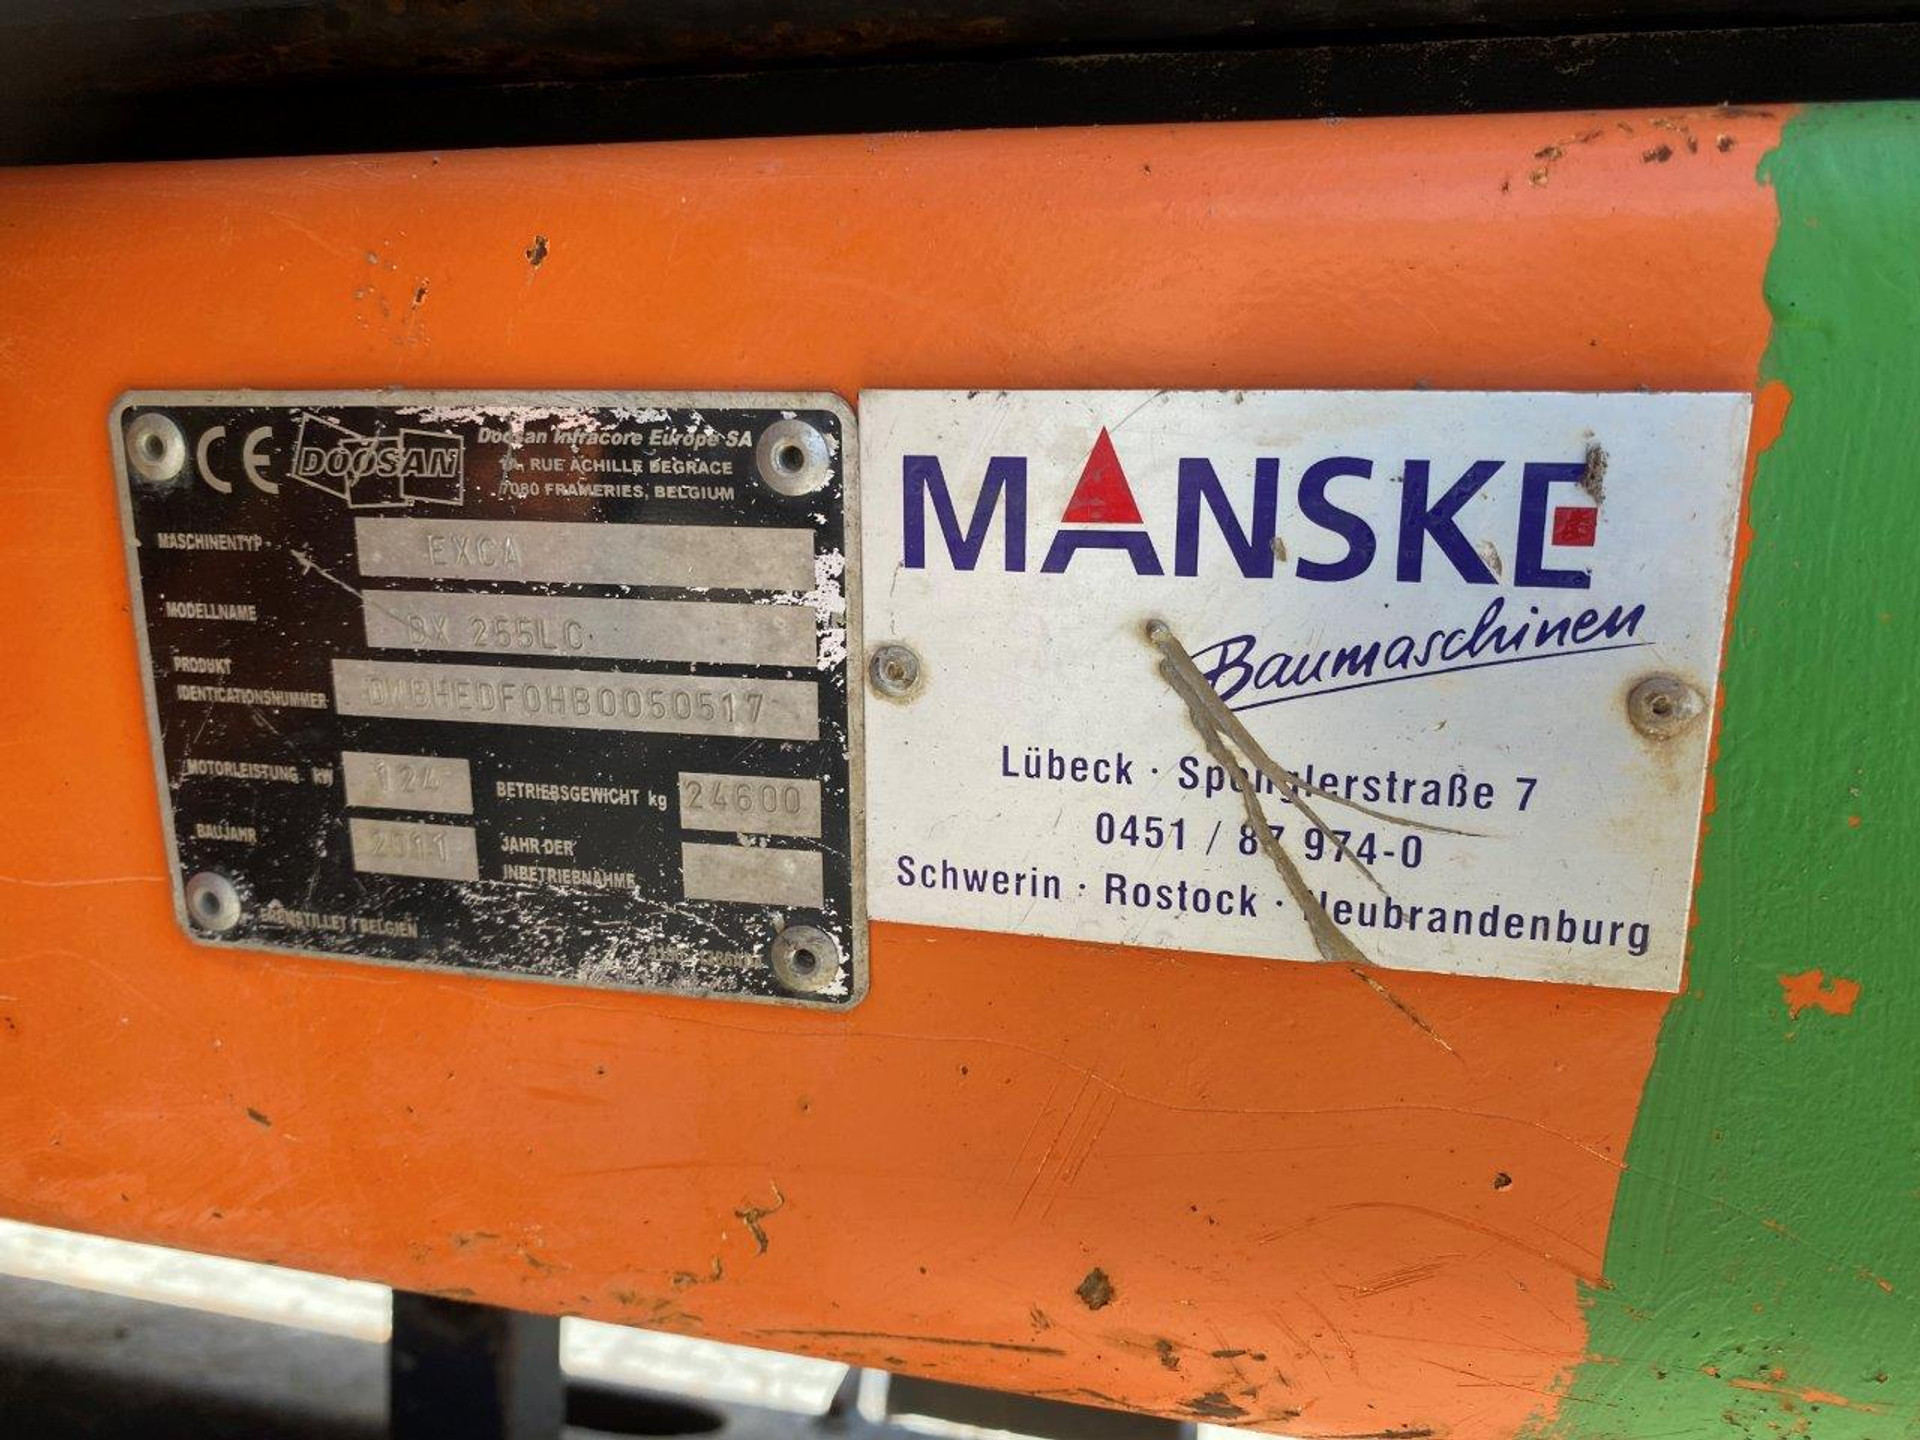 CE DOOSAN
Doosan Infracore Europe SA
1A, RUE ACHILLE DEGRACE
7080 FRAMERIES, BELGIUM
MASCHINENTYP EXCA
MODELLNAME 255LC
PRODUKT
IDENTICATIONSNUMMER
MOTORLEISTUNG kW 124
BETRIEBSGEWICHT kg 24600
BAUJAHR 2011
JAHR DER
INBETRIEBNAHME
BELGIEN
MANSKE
Baumaschinen
Lübeck · Spenglerstraße 7
0451 / 87 974-0
Schwerin · Rostock · Neubrandenburg